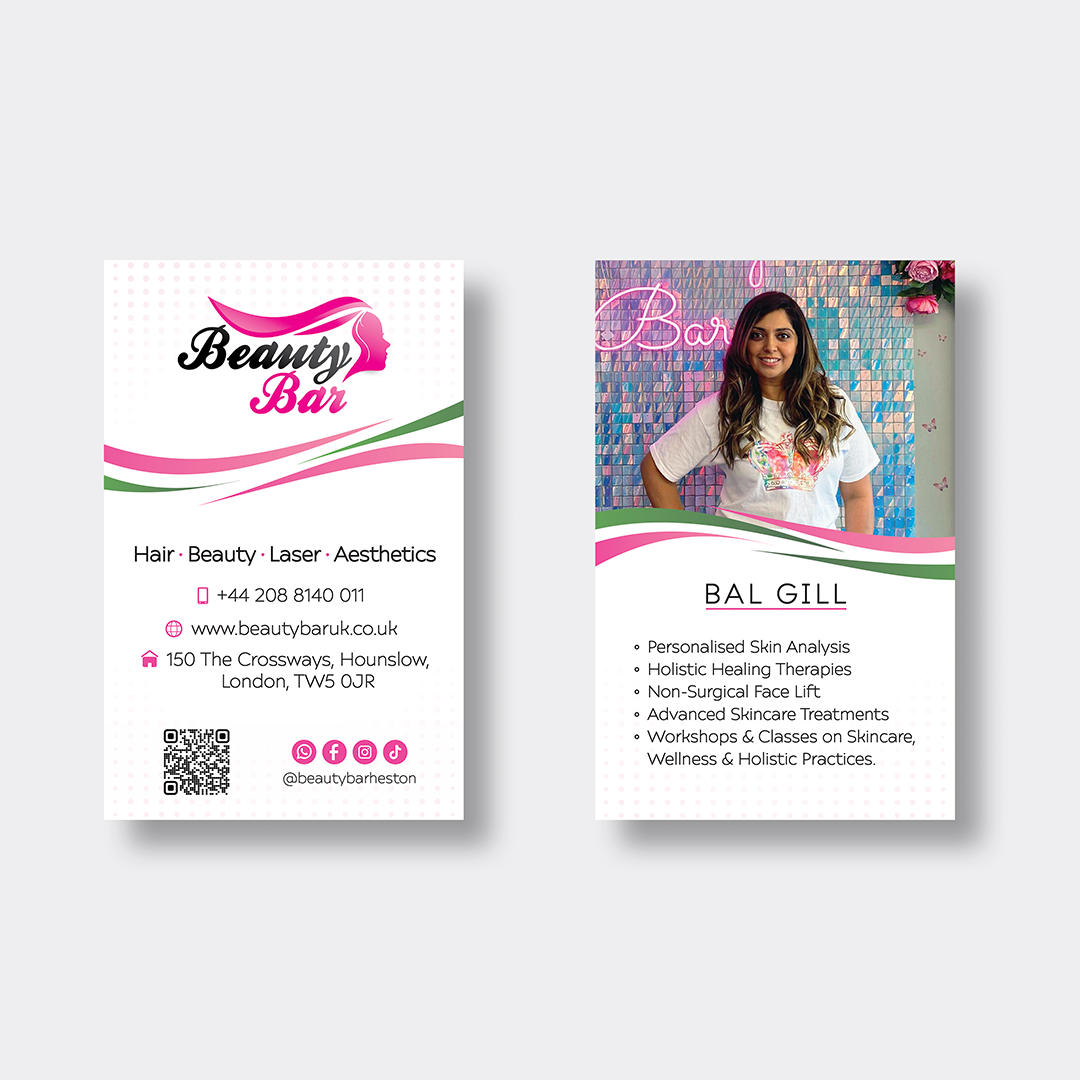 Beauty
Bar
Hair · Beauty · Laser · Aesthetics
+44 208 8140 011
www.beautybaruk.co.uk
150 The Crossways, Hounslow,
London, TW5 0JR
@beautybarheston
Bar
BAL GILL
Personalised Skin Analysis
Holistic Healing Therapies
Non-Surgical Face Lift
Advanced Skincare Treatments
Workshops & Classes on Skincare,
Wellness & Holistic Practices.